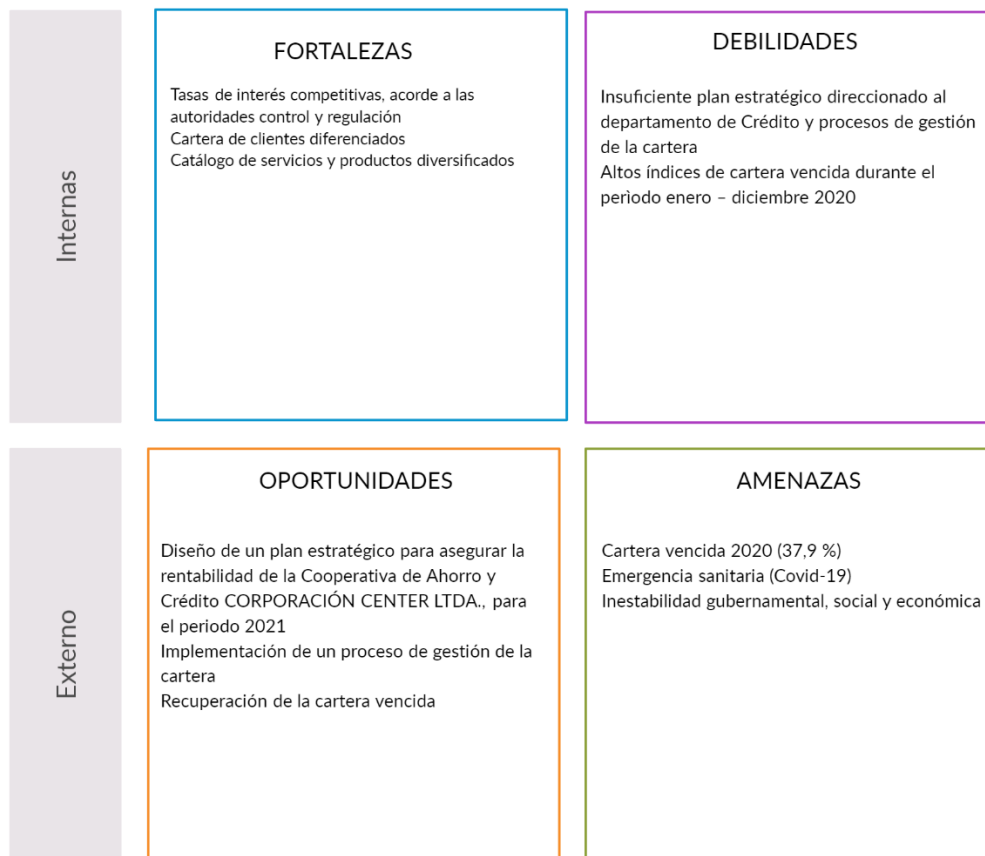 Internas
FORTALEZAS
Tasas de interés competitivas, acorde a las
autoridades control y regulación
Cartera de clientes diferenciados
Catálogo de servicios y productos diversificados
DEBILIDADES
Insuficiente plan estratégico direccionado al
departamento de Crédito y procesos de gestión
de la cartera
Altos índices de cartera vencida durante el
perìodo enero – diciembre 2020
Externo
OPORTUNIDADES
Diseño de un plan estratégico para asegurar la
rentabilidad de la Cooperativa de Ahorro y
Crédito CORPORACIÓN CENTER LTDA., para
el periodo 2021
Implementación de un proceso de gestión de la
cartera
Recuperación de la cartera vencida
AMENAZAS
Cartera vencida 2020 (37,9 %)
Emergencia sanitaria (Covid-19)
Inestabilidad gubernamental, social y económica